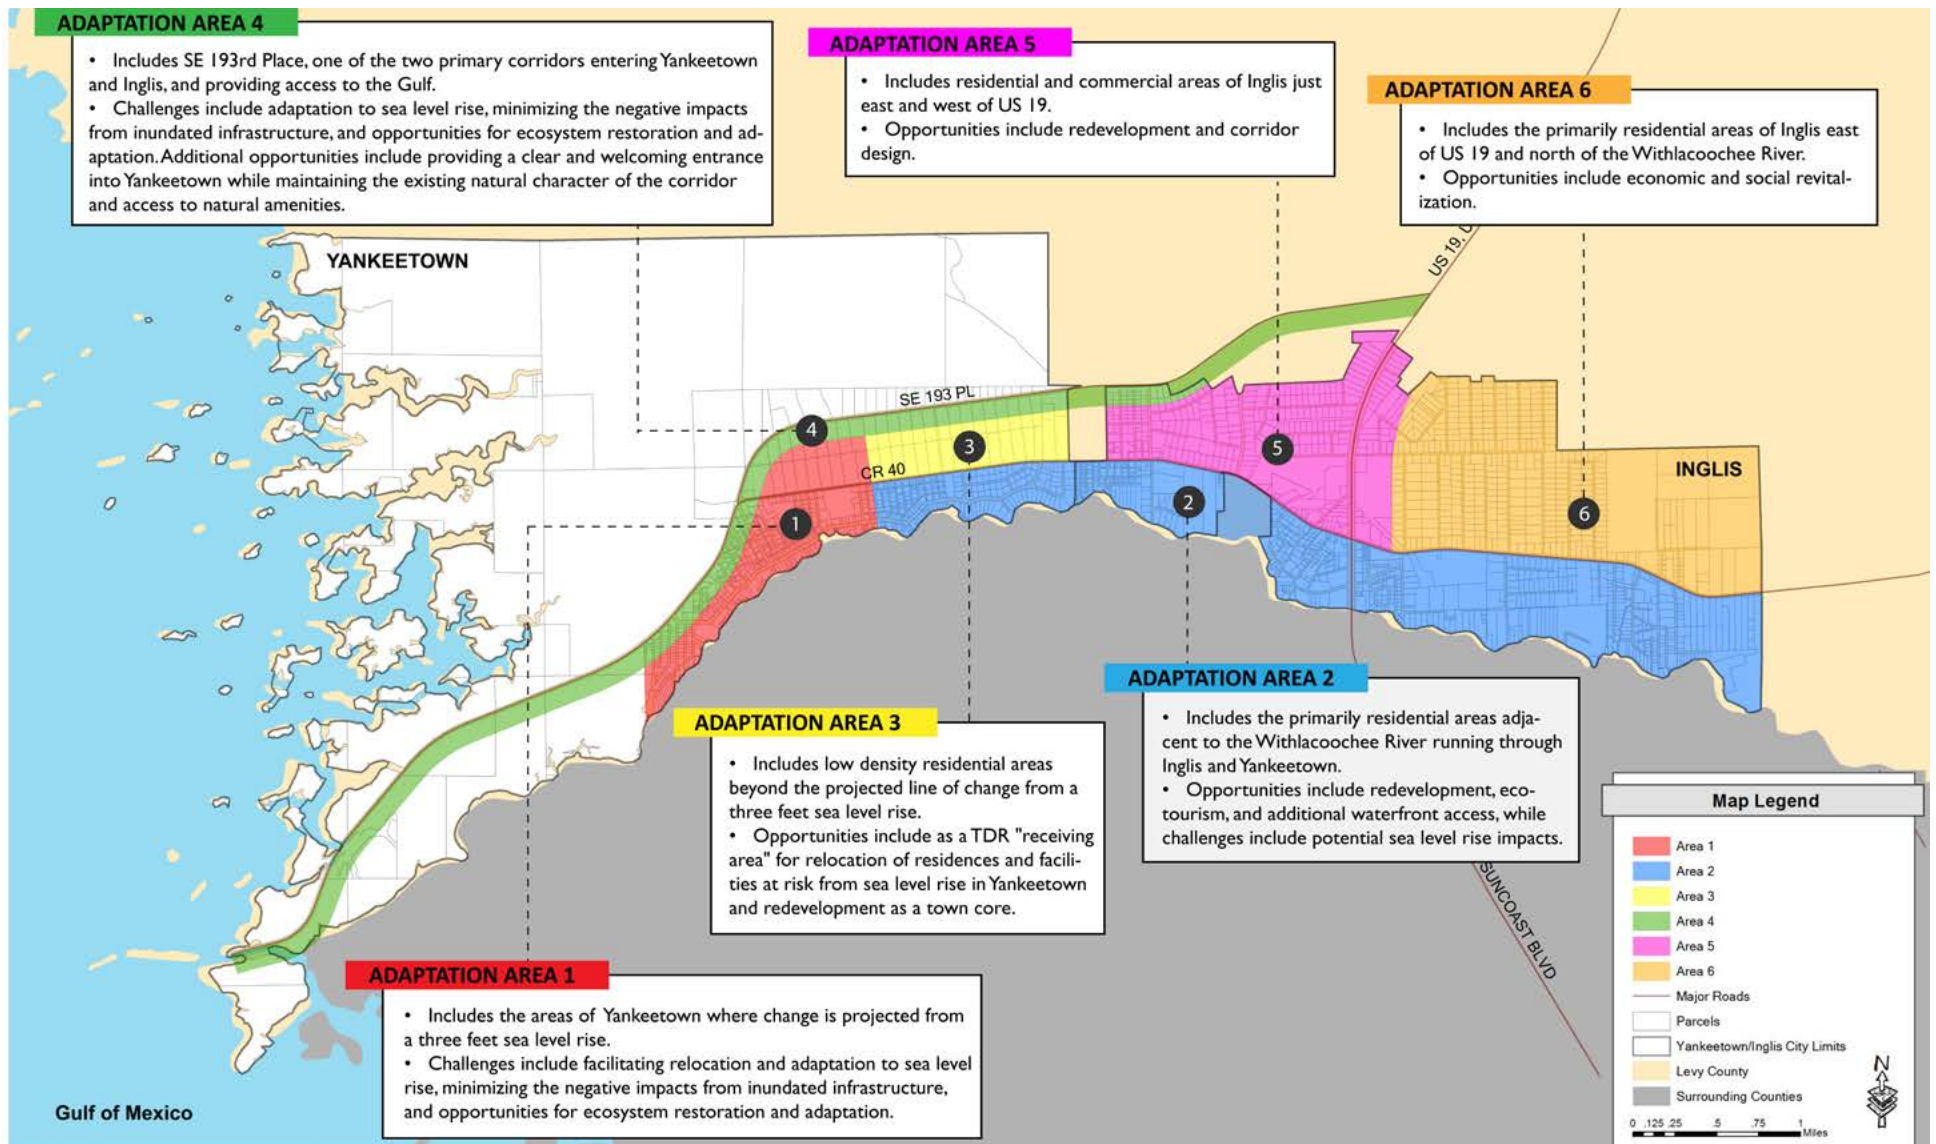 ADAPTATION AREA 4
• Includes SE 193rd Place, one of the two primary corridors entering Yankeetown
and Inglis, and providing access to the Gulf.
• Challenges include adaptation to sea level rise, minimizing the negative impacts
from inundated infrastructure, and opportunities for ecosystem restoration and ad-
aptation. Additional opportunities include providing a clear and welcoming entrance
into Yankeetown while maintaining the existing natural character of the corridor
and access to natural amenities.
ADAPTATION AREA 5
• Includes residential and commercial areas of Inglis just
east and west of US 19.
• Opportunities include redevelopment and corridor
design.
ADAPTATION AREA 6
• Includes the primarily residential areas of Inglis east
of US 19 and north of the Withlacoochee River.
• Opportunities include economic and social revital-
ization.
YANKEETOWN
US 19,
SE 193 PL
CR 40
INGLIS
4
3
5
1
2
6
ADAPTATION AREA 2
• Includes the primarily residential areas adja-
cent to the Withlacoochee River running through
Inglis and Yankeetown.
• Opportunities include redevelopment, eco-
tourism, and additional waterfront access, while
challenges include potential sea level rise impacts.
ADAPTATION AREA 3
• Includes low density residential areas
beyond the projected line of change from a
three feet sea level rise.
• Opportunities include as a TDR "receiving
area" for relocation of residences and facili-
ties at risk from sea level rise in Yankeetown
and redevelopment as a town core.
SUNCOAST BLVD
ADAPTATION AREA 1
• Includes the areas of Yankeetown where change is projected from
a three feet sea level rise.
• Challenges include facilitating relocation and adaptation to sea level
rise, minimizing the negative impacts from inundated infrastructure,
and opportunities for ecosystem restoration and adaptation.
Gulf of Mexico
Map Legend
Area 1
Area 2
Area 3
Area 4
Area 5
Area 6
Major Roads
Parcels
Yankeetown/Inglis City Limits
Levy County
Surrounding Counties
N
0 .125 .25 .5 .75 1
Miles